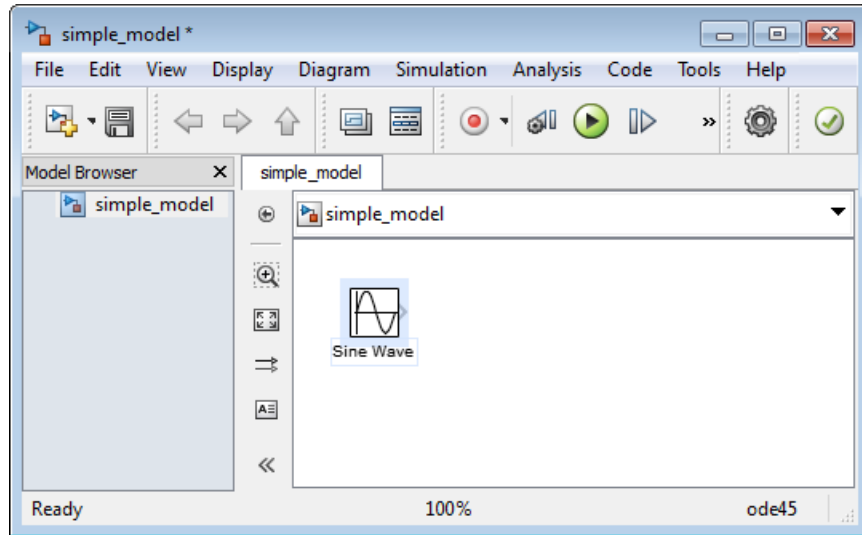 simple_model *
File Edit View Display Diagram Simulation Analysis Code Tools Help
»
Model Browser X simple_model
simple_model
simple_model
A
Sine Wave
Ready 100% ode45